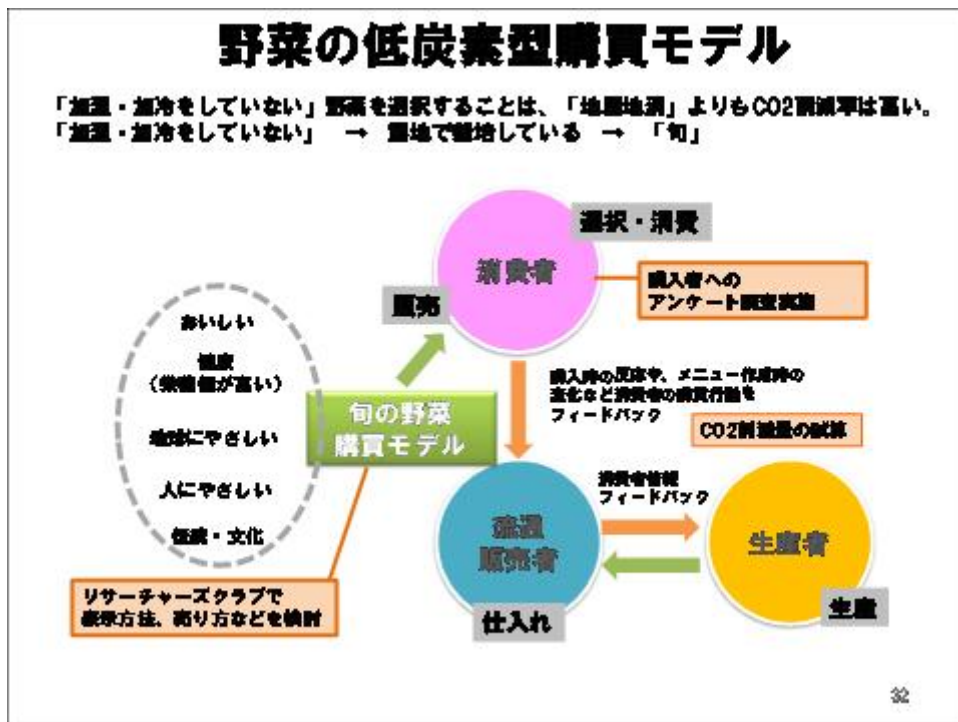 野菜の低炭素型購買モデル
「加温・加冷をしていない」野菜を選択することは、「地産地消」よりもCO2削減率は高い。
「加温・加冷をしていない」 → 露地で栽培している → 「旬」
選択・消費
消費者
購入者への
アンケート調査実施
販売
おいしい
健康
(栄養価が高い)
地球にやさしい
人にやさしい
伝統・文化
旬の野菜
購買モデル
購入時の反応や、メニュー作成時の
変化など消費者の購買行動を
フィードバック
CO2削減量の試算
消費者情報
フィードバック
流通
販売者
生産者
仕入れ
生産
リサーチャーズクラブで
表示方法、売り方などを検討
32